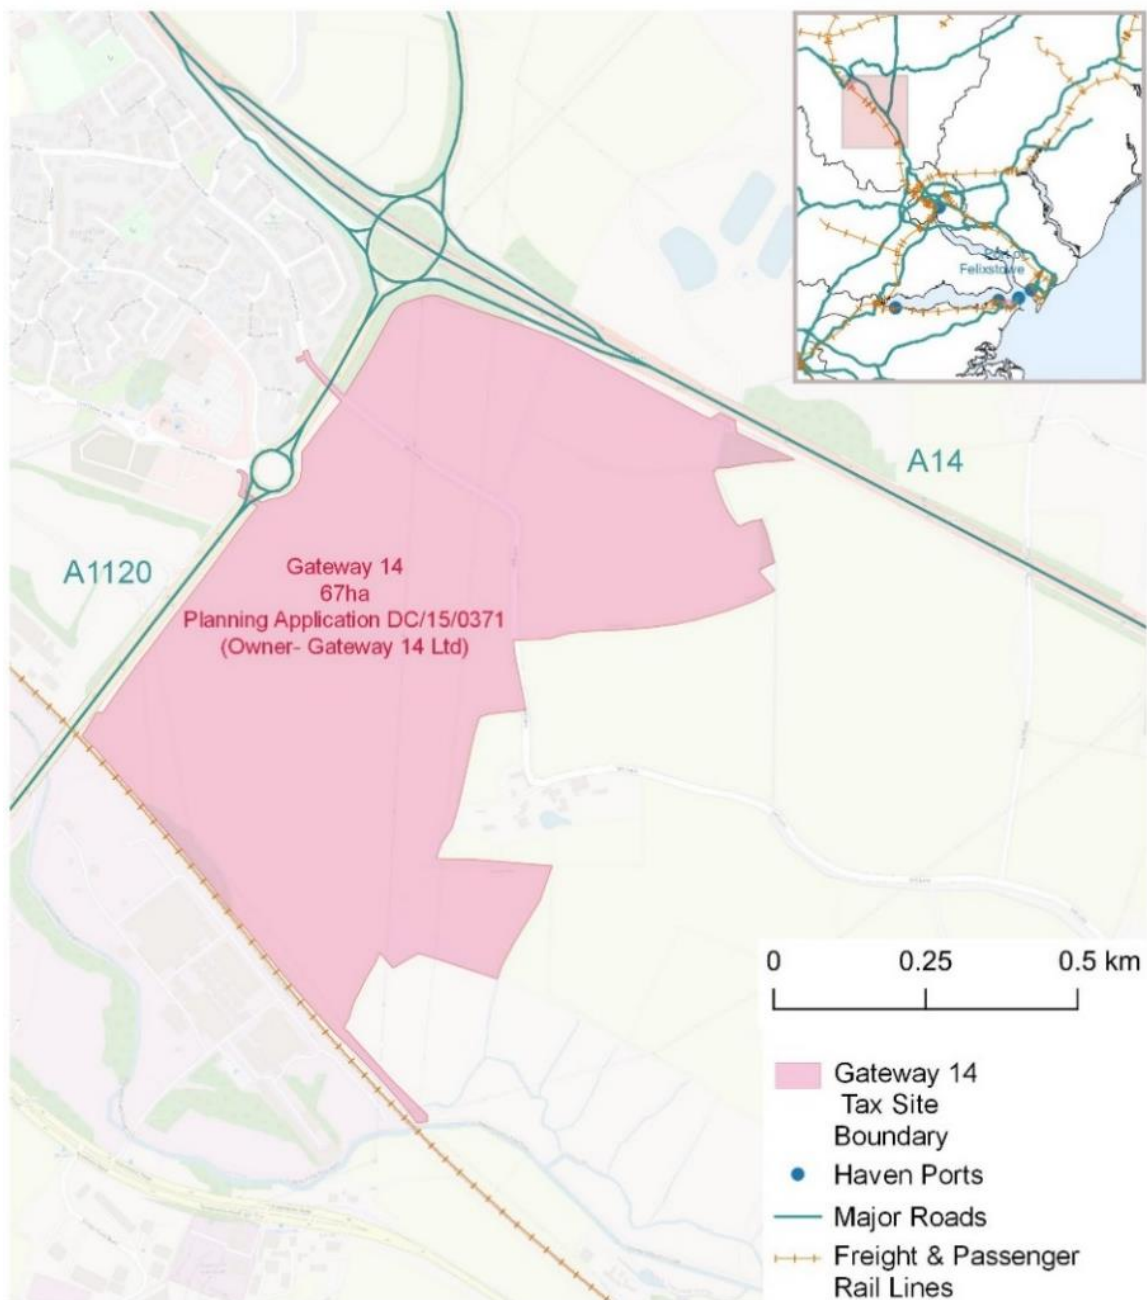 Felixstowe
A14
A1120
Gateway 14
67ha
Planning Application DC/15/0371
(Owner- Gateway 14 Ltd)
0 0.25 0.5 km
Gateway 14
Tax Site
Boundary
Haven Ports
Major Roads
Freight & Passenger
Rail Lines